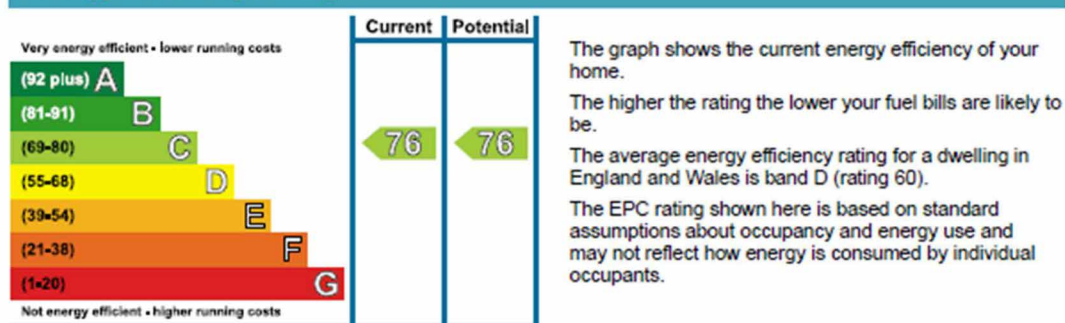 Current Potential
Very energy efficient - lower running costs
(92 plus) A
(81-91) B
(69-80) C
76 76
(55-68) D
(39-54) E
(21-38) F
(1-20) G
Not energy efficient - higher running costs
The graph shows the current energy efficiency of your
home.
The higher the rating the lower your fuel bills are likely to
be.
The average energy efficiency rating for a dwelling in
England and Wales is band D (rating 60).
The EPC rating shown here is based on standard
assumptions about occupancy and energy use and
may not reflect how energy is consumed by individual
occupants.